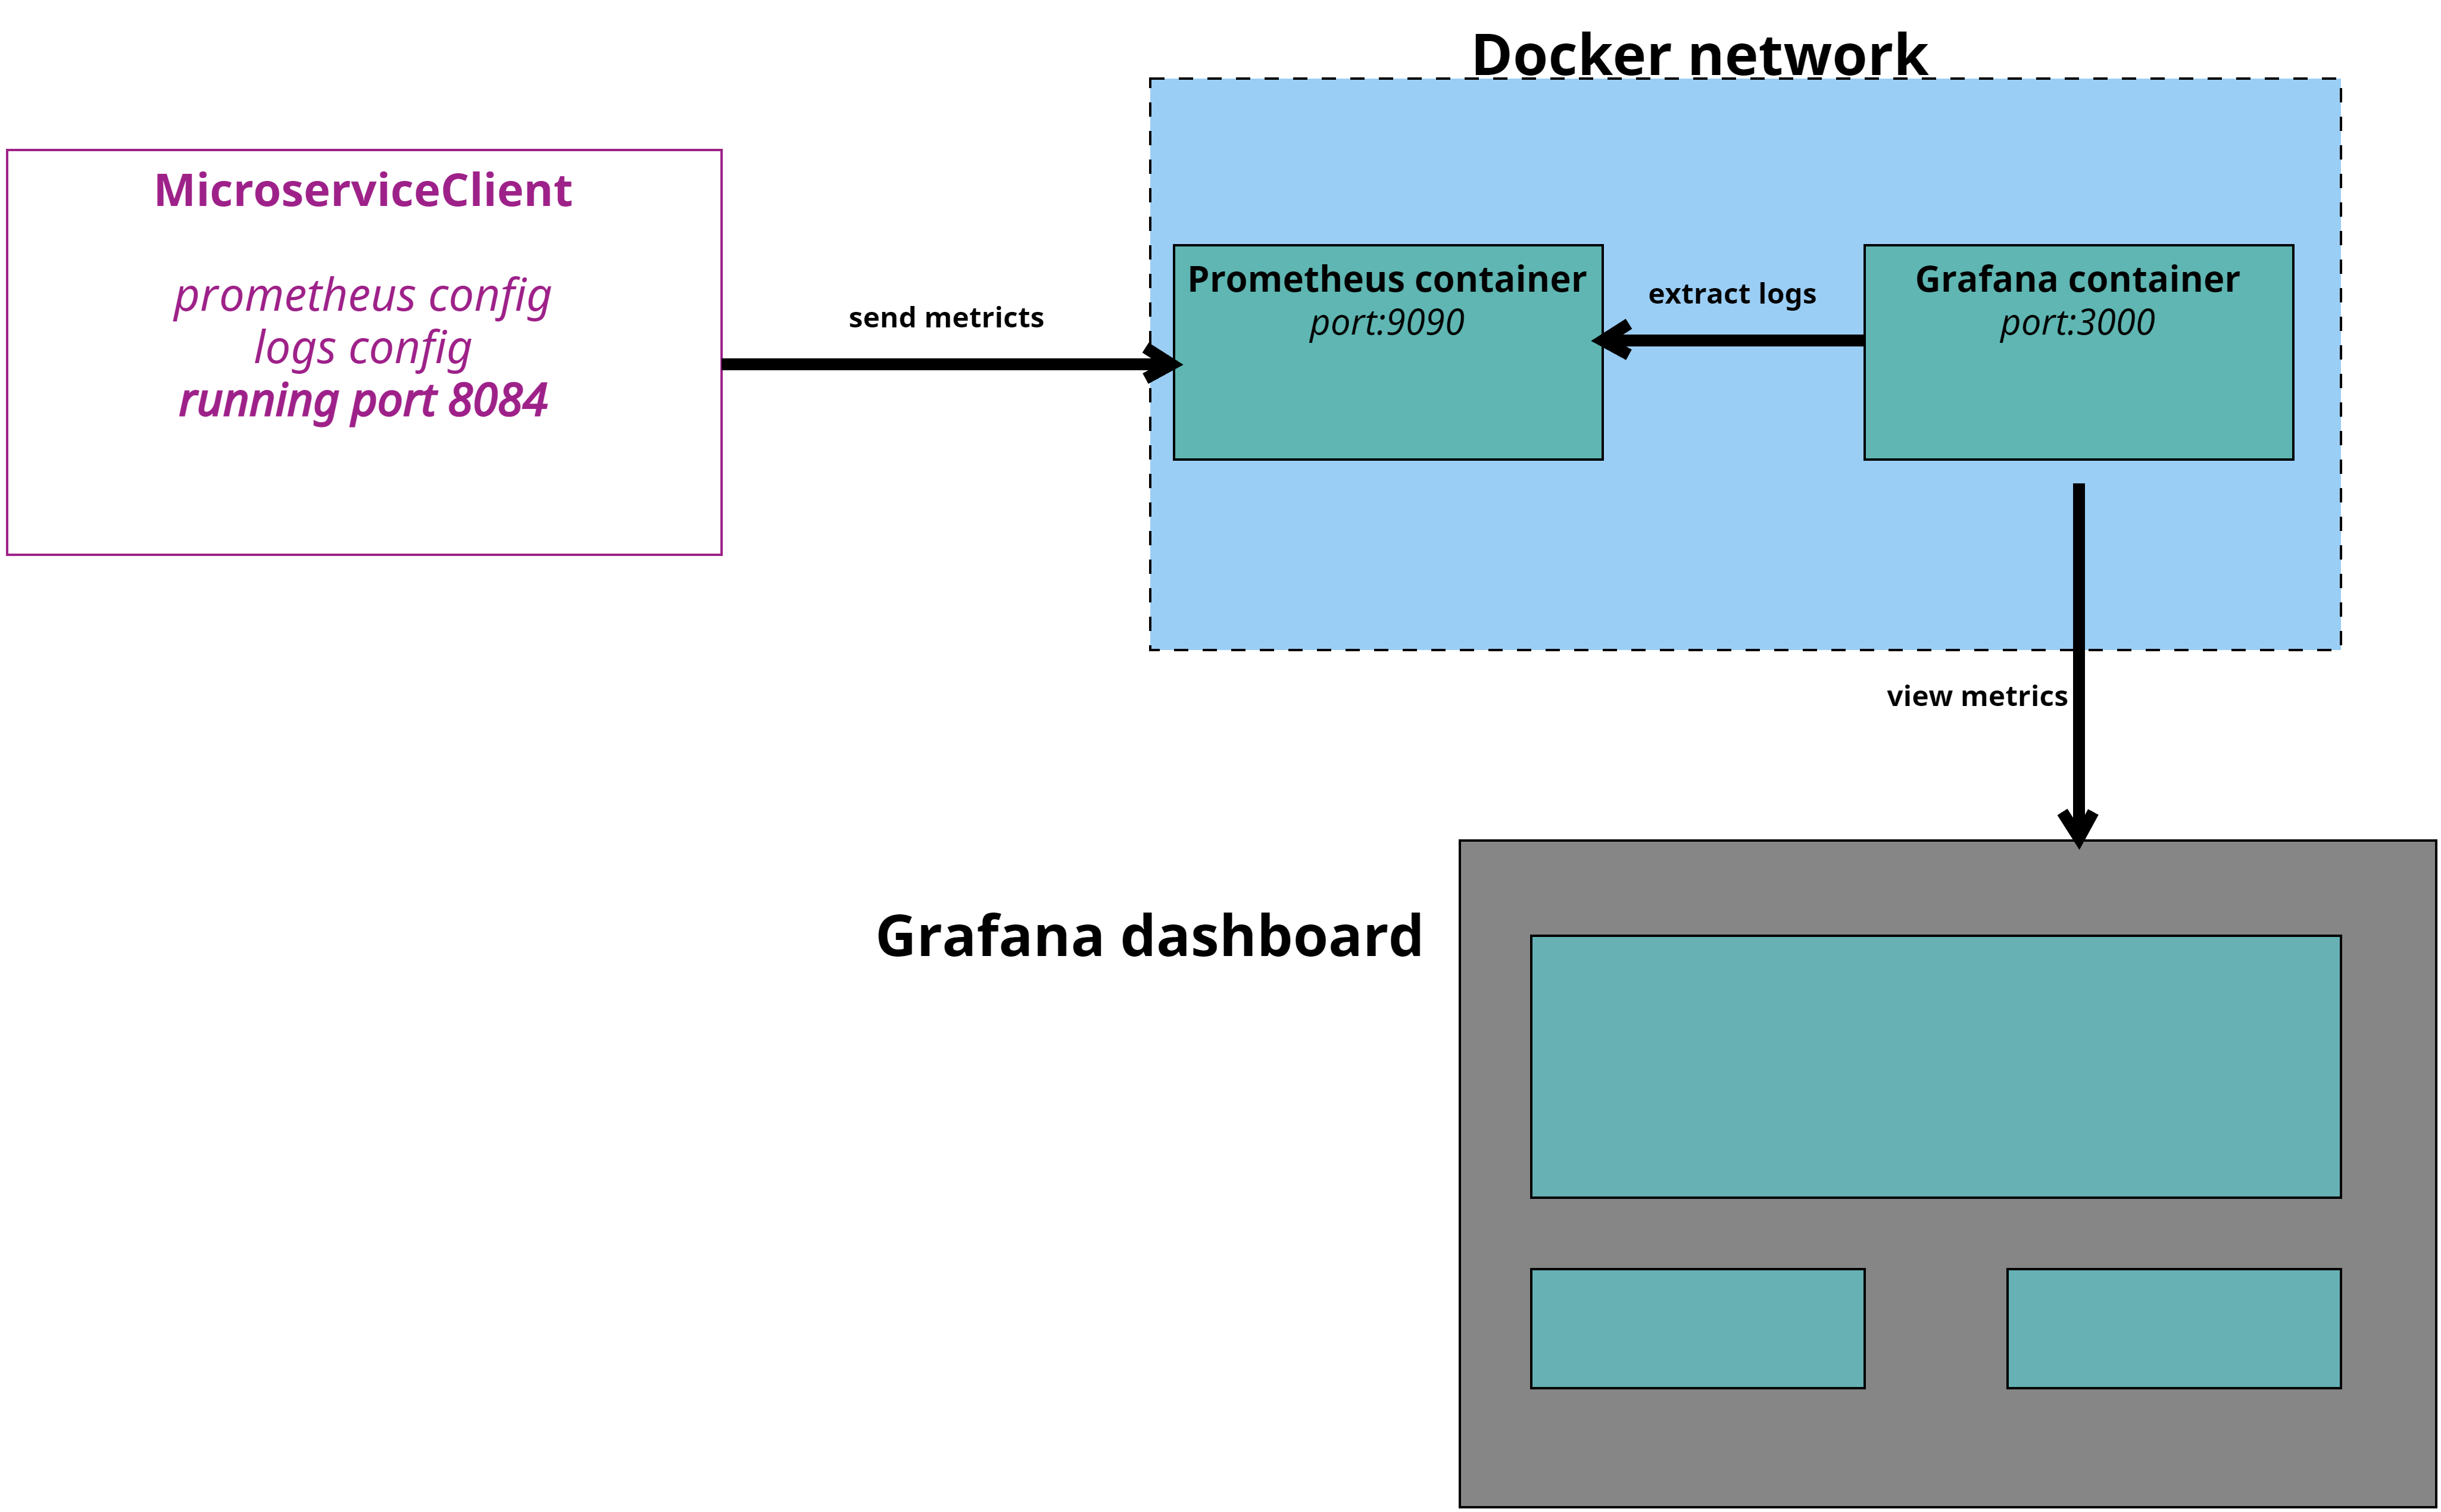 Docker network
MicroserviceClient
prometheus config
logs config
running port 8084
send metricts
Prometheus container
port:9090
extract logs
Grafana container
port:3000
view metrics
Grafana dashboard